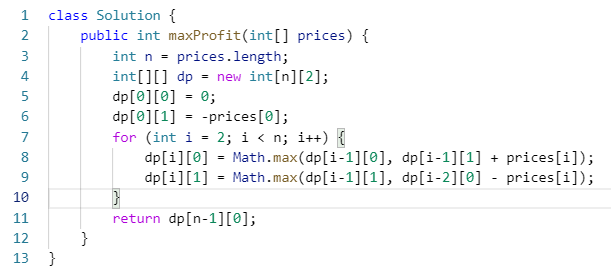 1 class Solution {
2     public int maxProfit(int[] prices) {
3         int n = prices.length;
4         int[][] dp = new int[n][2];
5         dp[0][0] = 0;
6         dp[0][1] = -prices[0];
7         for (int i = 2; i < n; i++) {
8             dp[i][0] = Math.max(dp[i-1][0], dp[i-1][1] + prices[i]);
9             dp[i][1] = Math.max(dp[i-1][1], dp[i-2][0] - prices[i]);
10         }
11         return dp[n-1][0];
12     }
13 }